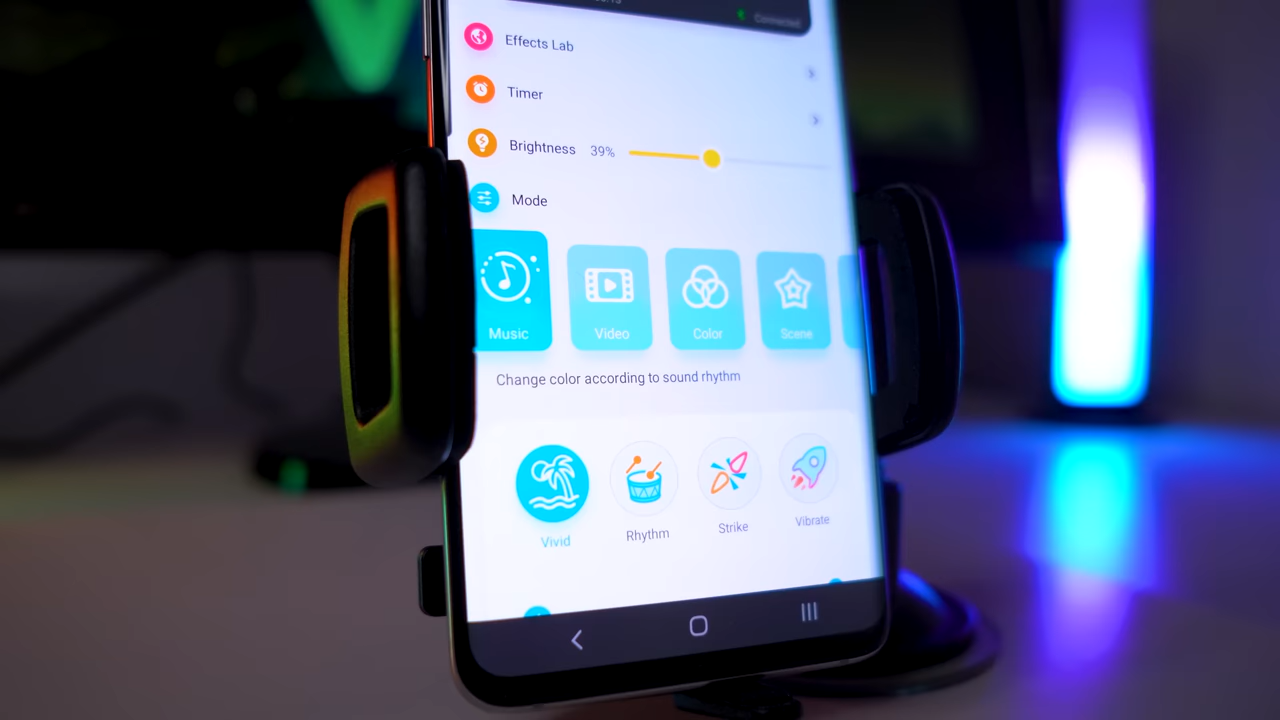 Connected
Effects Lab
Timer
Brightness 39%
Mode
Music Video Color Scene
Change color according to sound rhythm
Vivid Rhythm Strike Vibrate